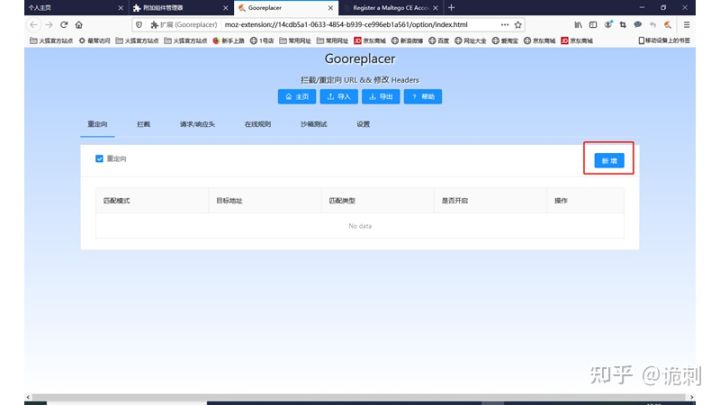 个人主页 附加组件管理器 Gooreplacer Register a Maltego CE Acco
扩展 (Gooreplacer) moz-extension://14cdb5a1-0633-4854-b939-ce996eb1a561/option/index.html
火狐官方站点 最常访问 火狐官方站点 火狐官方站点 新手上路 1号店 常用网址 常用网址 京东商城 新浪微博 百度 网址大全 爱淘宝 京东商城 京东商城 移动设备上的书签
Gooreplacer
拦截/重定向 URL && 修改 Headers
主页 导入 导出 ? 帮助
重定向 拦截 请求/响应头 在线规则 沙箱测试 设置
重定向 新 增
匹配模式 目标地址 匹配类型 是否开启 操作
No data
知乎 @诡刺